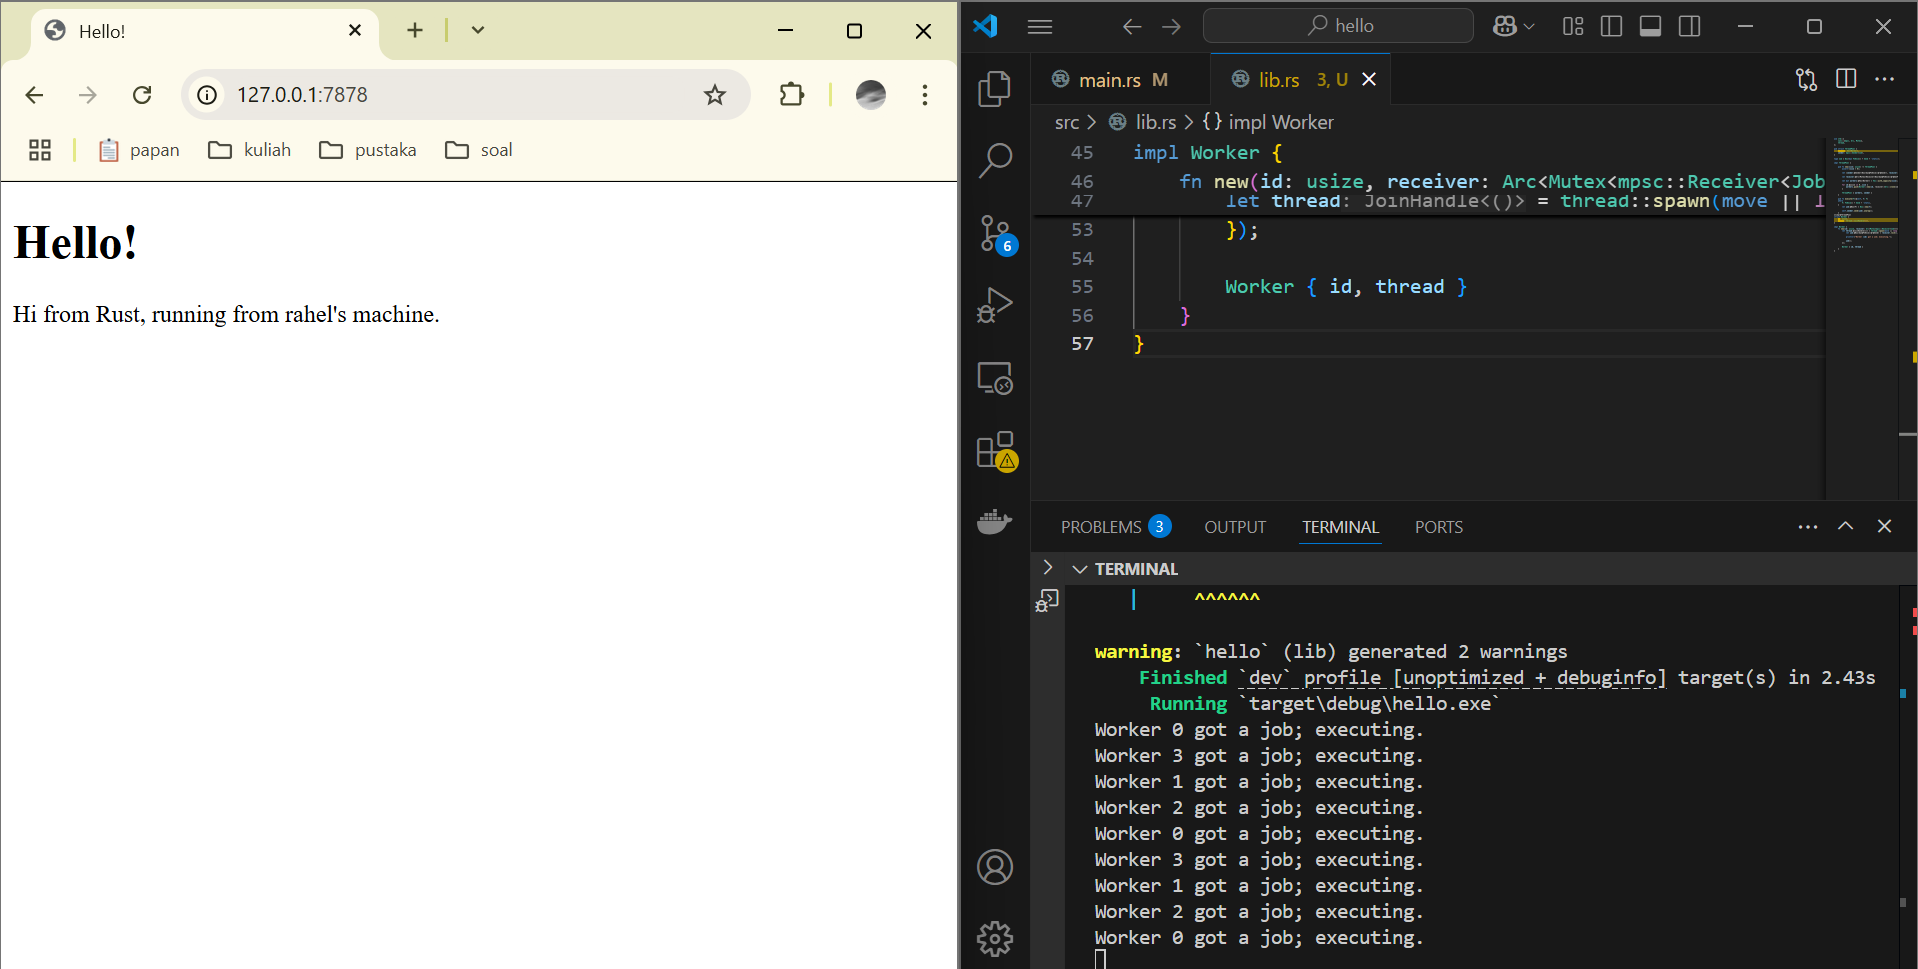 Hello!
127.0.0.1:7878
papan
kuliah
pustaka
soal
Hello!
Hi from Rust, running from rahel's machine.
hello
main.rs M
lib.rs 3, U
src > lib.rs > {} impl Worker
45 impl Worker {
46 fn new(id: usize, receiver: Arc<Mutex<mpsc::Receiver<Job
47 let thread: JoinHandle<()> = thread::spawn(move || l
53 });
54
55 Worker { id, thread }
56 }
57 }
6
PROBLEMS 3 OUTPUT TERMINAL PORTS
TERMINAL
| ^^^^^^
warning: `hello` (lib) generated 2 warnings
Finished `dev` profile [unoptimized + debuginfo] target(s) in 2.43s
Running `target\debug\hello.exe`
Worker 0 got a job; executing.
Worker 3 got a job; executing.
Worker 1 got a job; executing.
Worker 2 got a job; executing.
Worker 0 got a job; executing.
Worker 3 got a job; executing.
Worker 1 got a job; executing.
Worker 2 got a job; executing.
Worker 0 got a job; executing.